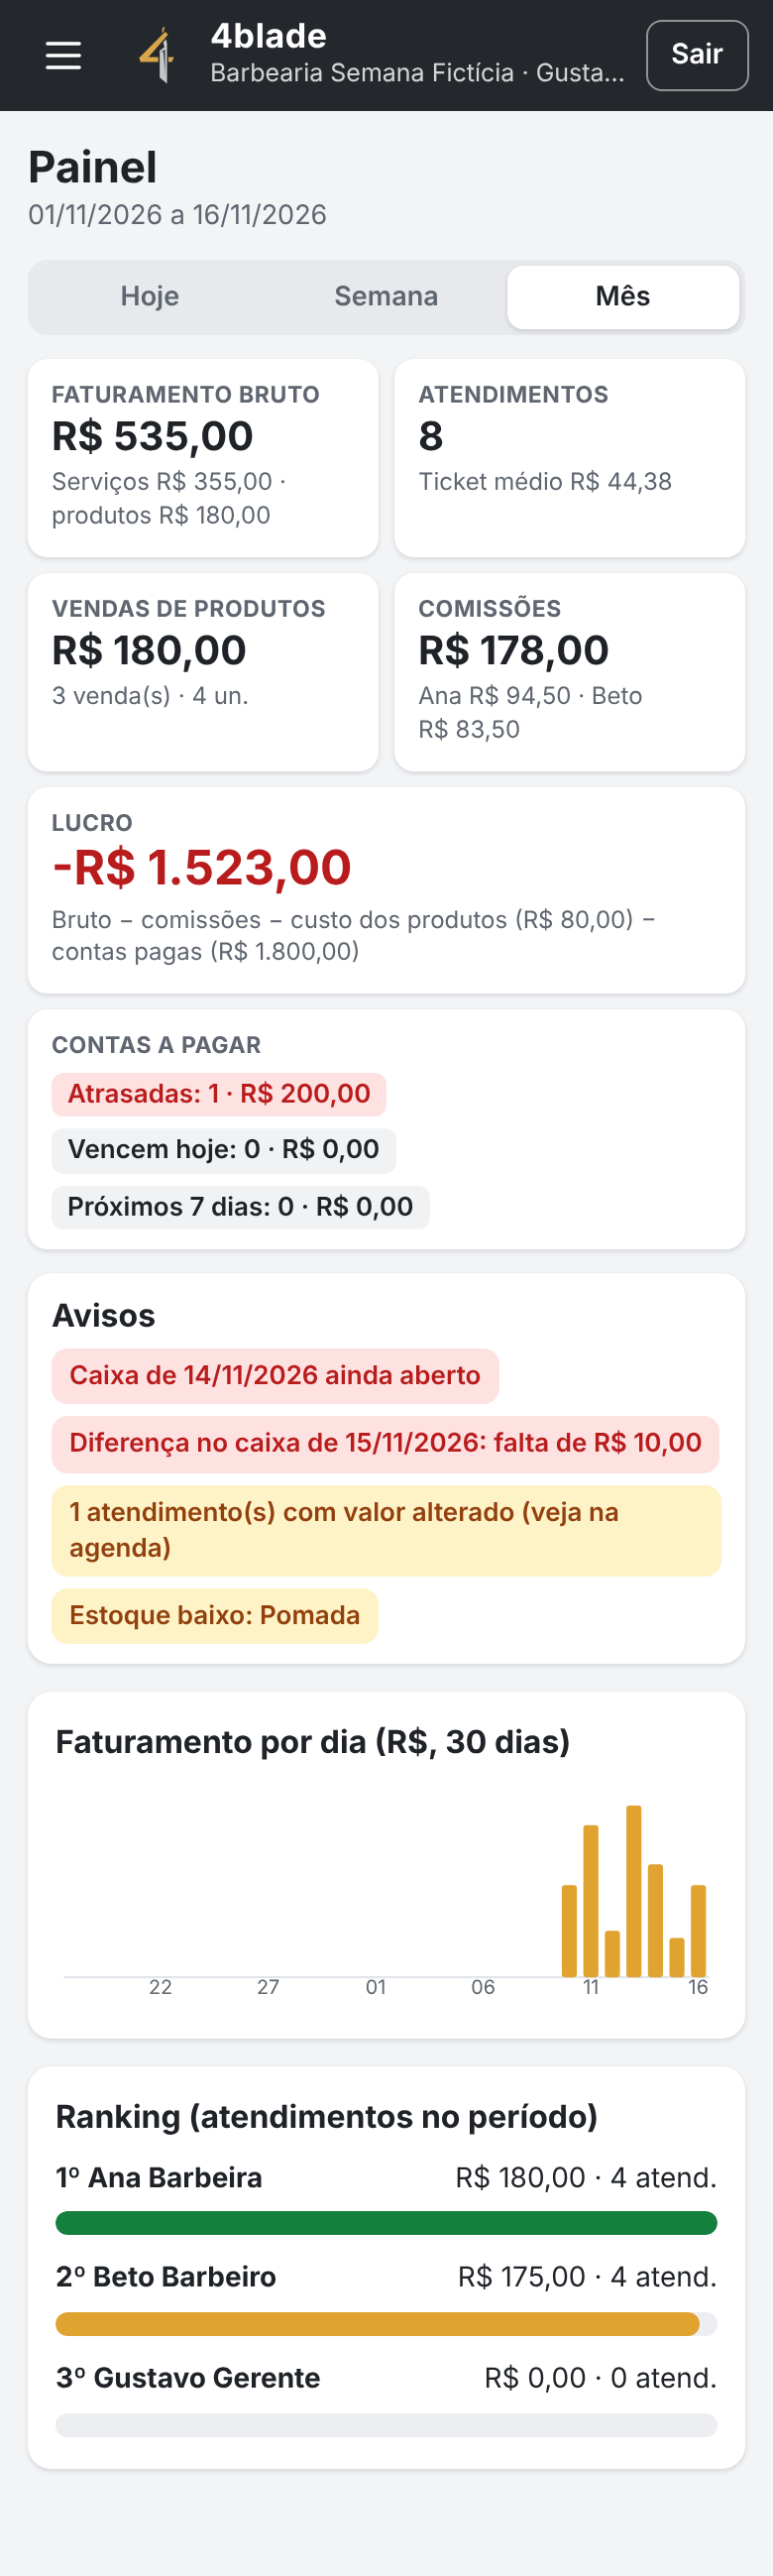 4blade
Barbearia Semana Fictícia · Gusta...
Sair
Painel
01/11/2026 a 16/11/2026
Hoje
Semana
Mês
FATURAMENTO BRUTO
R$ 535,00
Serviços R$ 355,00 ·
produtos R$ 180,00
ATENDIMENTOS
8
Ticket médio R$ 44,38
VENDAS DE PRODUTOS
R$ 180,00
3 venda(s) · 4 un.
COMISSÕES
R$ 178,00
Ana R$ 94,50 · Beto
R$ 83,50
LUCRO
-R$ 1.523,00
Bruto − comissões − custo dos produtos (R$ 80,00) −
contas pagas (R$ 1.800,00)
CONTAS A PAGAR
Atrasadas: 1 · R$ 200,00
Vencem hoje: 0 · R$ 0,00
Próximos 7 dias: 0 · R$ 0,00
Avisos
Caixa de 14/11/2026 ainda aberto
Diferença no caixa de 15/11/2026: falta de R$ 10,00
1 atendimento(s) com valor alterado (veja na
agenda)
Estoque baixo: Pomada
Faturamento por dia (R$, 30 dias)
22 27 01 06 11 16
Ranking (atendimentos no período)
1º Ana Barbeira R$ 180,00 · 4 atend.
2º Beto Barbeiro R$ 175,00 · 4 atend.
3º Gustavo Gerente R$ 0,00 · 0 atend.